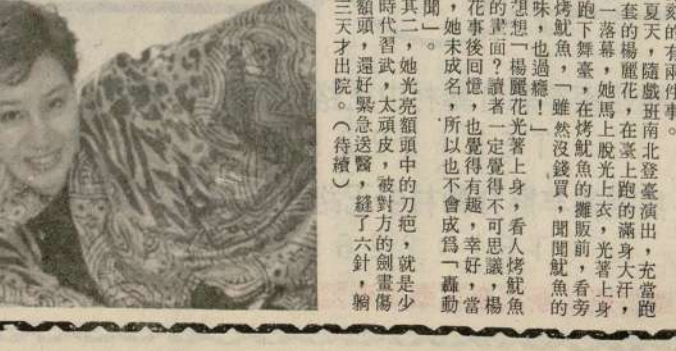 刻的有兩件事。
夏天，隨戲班南北登臺演出，充當跑
套的楊麗花，在臺上跑的滿身大汗，
一落幕，她馬上脫光上衣，光著上身
跑下舞臺，在烤魷魚的攤販前，看旁
烤魷魚，「雖然沒錢買，聞聞魷魚的
味，也過癮！」
想想「楊麗花光著上身，看人烤魷魚
的畫面？讀者一定覺得不可思議，楊
花事後回憶，也覺得有趣，幸好，當
，她未成名，所以也不會成爲「轟動
聞」。
其二，她光亮額頭中的刀疤，就是少
時代習武，太頑皮，被對方的劍畫傷
額頭，還好緊急送醫，縫了六針，躺
三天才出院。（待續）